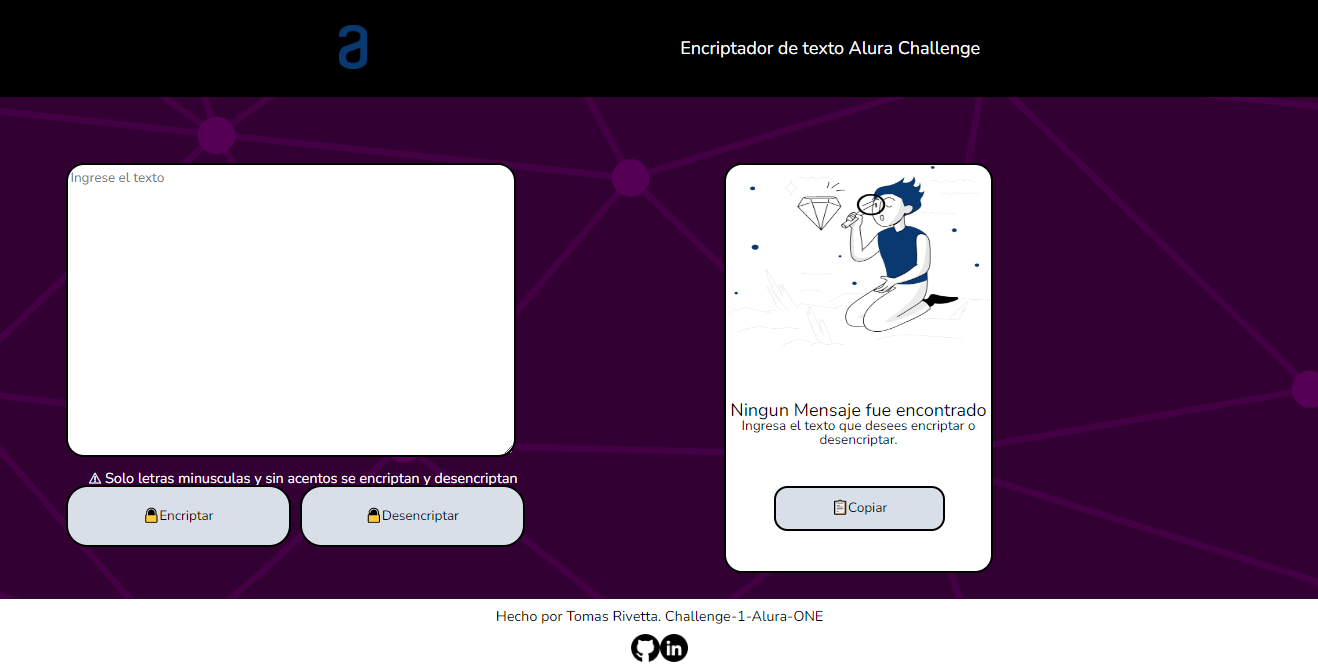 a
Encriptador de texto Alura Challenge
Ingrese el texto
⚠ Solo letras minusculas y sin acentos se encriptan y desencriptan
Encriptar
Desencriptar
Ningun Mensaje fue encontrado
Ingresa el texto que desees encriptar o
desencriptar.
Copiar
Hecho por Tomas Rivetta. Challenge-1-Alura-ONE
in